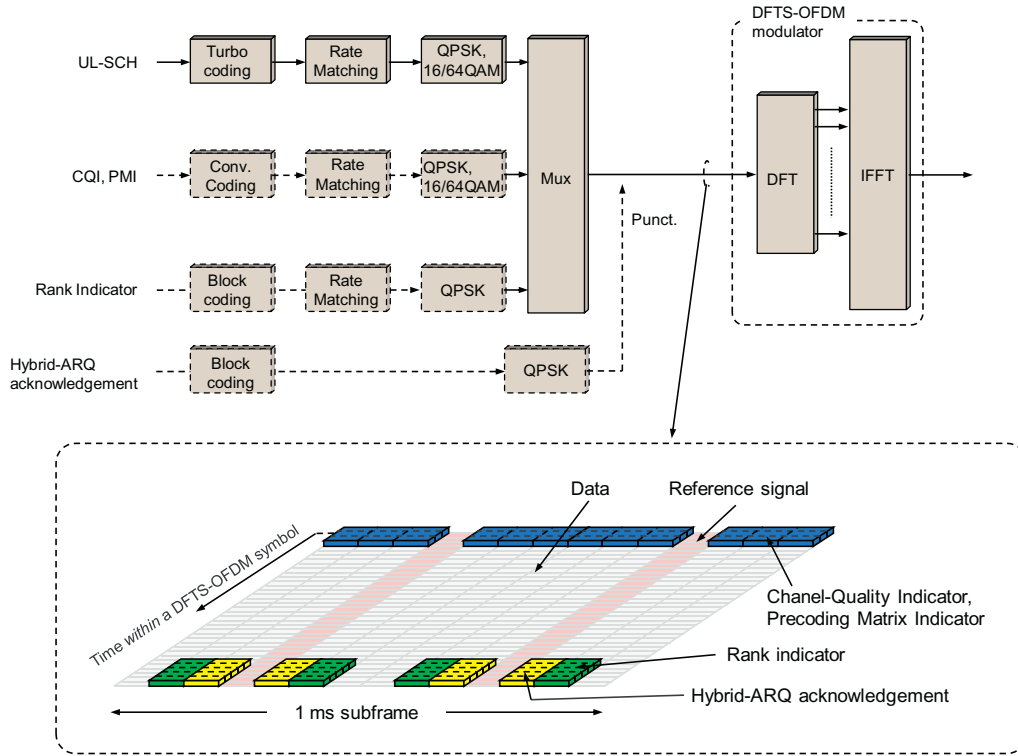 DFTS-OFDM
modulator
UL-SCH
Turbo
coding
Rate
Matching
QPSK,
16/64QAM
CQI, PMI
Conv.
Coding
Rate
Matching
QPSK,
16/64QAM
Mux
DFT
IFFT
Punct.
Rank Indicator
Block
coding
Rate
Matching
QPSK
Hybrid-ARQ
acknowledgement
Block
coding
QPSK
Data
Reference signal
Time within a DFTS-OFDM symbol
Chanel-Quality Indicator,
Precoding Matrix Indicator
Rank indicator
Hybrid-ARQ acknowledgement
1 ms subframe